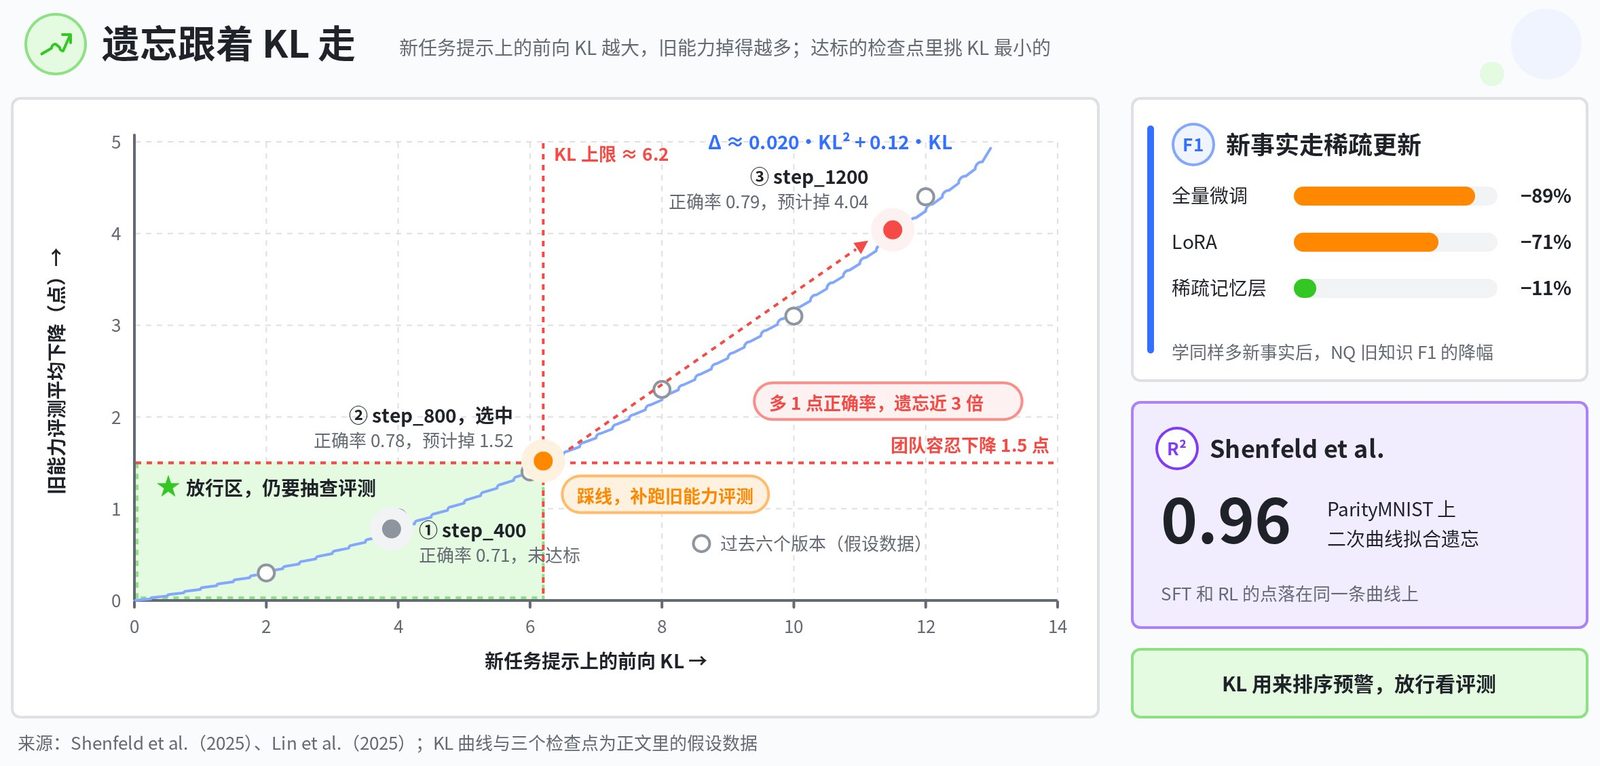 遗忘跟着 KL 走
新任务提示上的前向 KL 越大，旧能力掉得越多；达标的检查点里挑 KL 最小的
旧能力评测平均下降（点）→
5
4
3
2
1
0
KL 上限 ≈ 6.2
Δ ≈ 0.020・KL² + 0.12・KL
③ step_1200
正确率 0.79，预计掉 4.04
② step_800，选中
正确率 0.78，预计掉 1.52
多 1 点正确率，遗忘近 3 倍
团队容忍下降 1.5 点
★ 放行区，仍要抽查评测
踩线，补跑旧能力评测
① step_400
正确率 0.71，未达标
过去六个版本（假设数据）
0 2 4 6 8 10 12 14
新任务提示上的前向 KL →
F1 新事实走稀疏更新
全量微调 −89%
LoRA −71%
稀疏记忆层 −11%
学同样多新事实后，NQ 旧知识 F1 的降幅
R² Shenfeld et al.
0.96
ParityMNIST 上
二次曲线拟合遗忘
SFT 和 RL 的点落在同一条曲线上
KL 用来排序预警，放行看评测
来源：Shenfeld et al.（2025）、Lin et al.（2025）；KL 曲线与三个检查点为正文里的假设数据